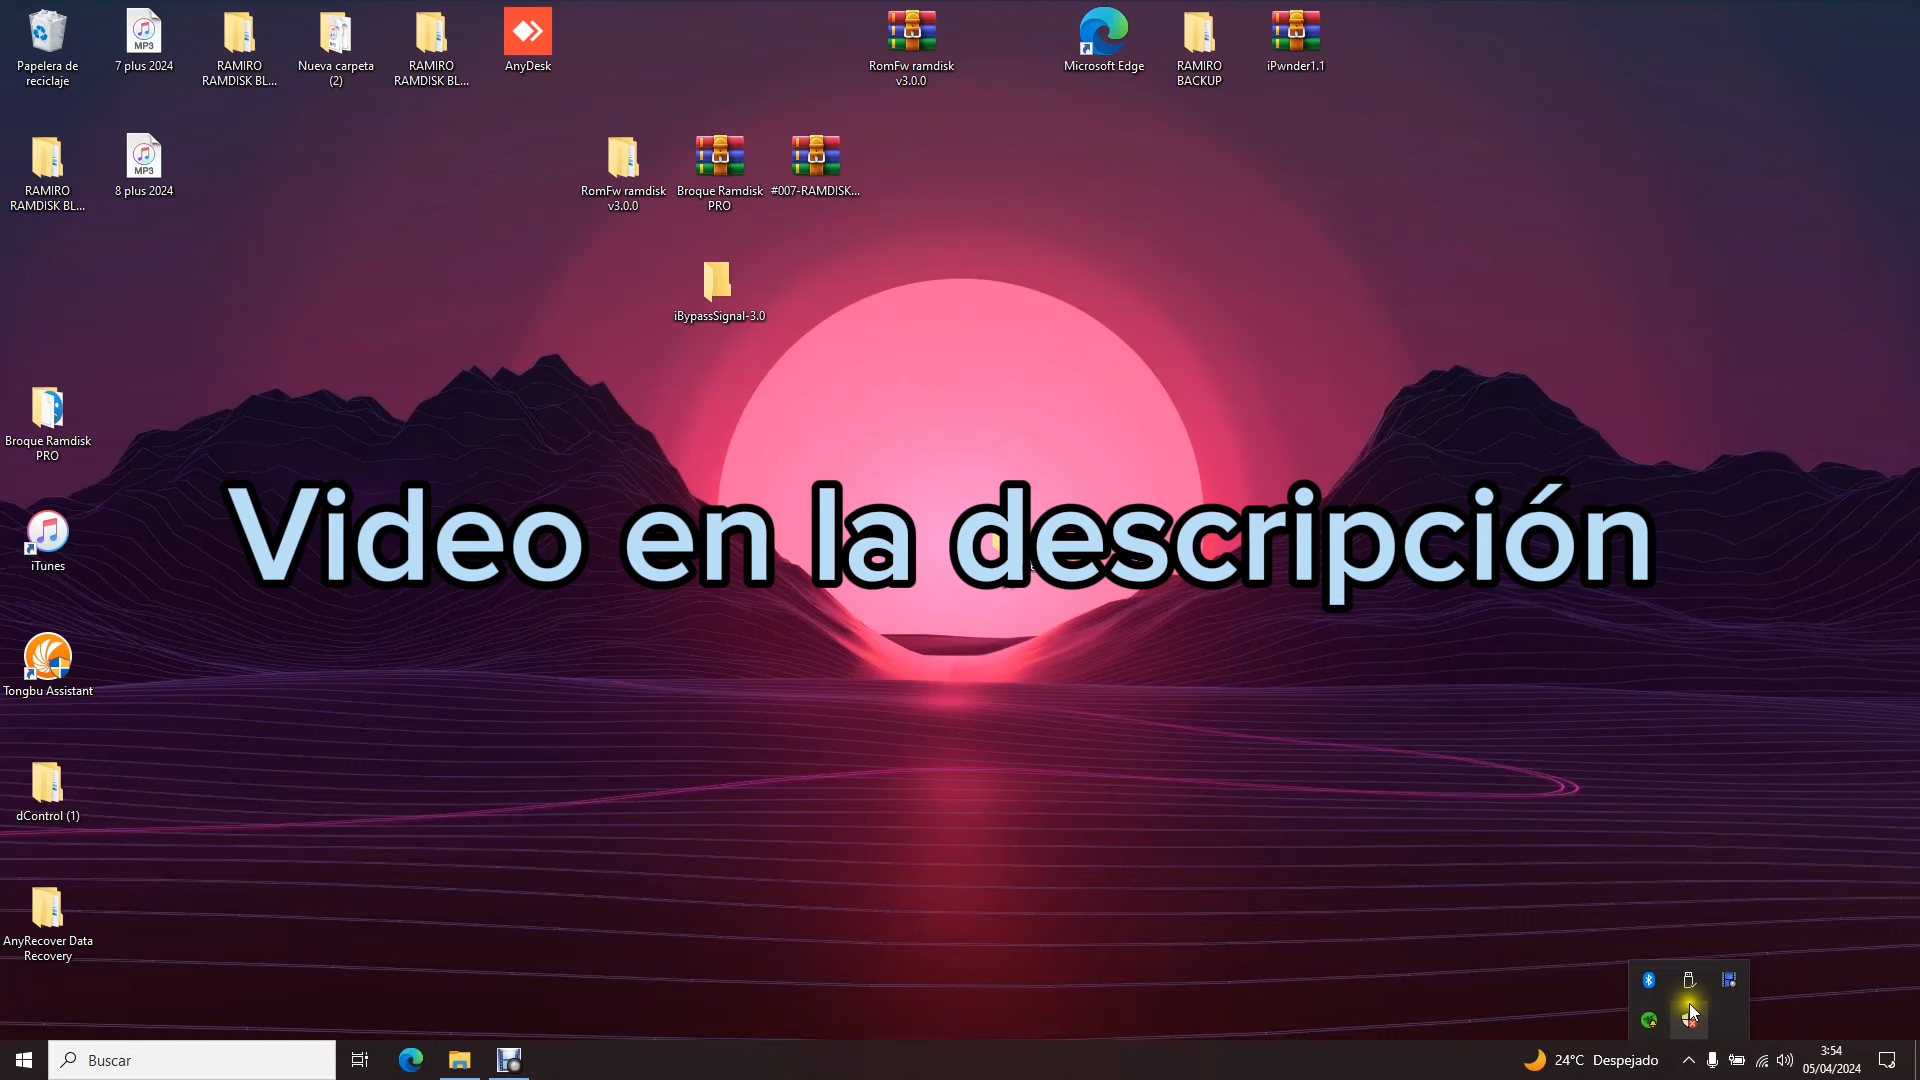 Papelera de
reciclaje
MP3
7 plus 2024
RAMIRO
RAMDISK BL...
Nueva carpeta
(2)
RAMIRO
RAMDISK BL...
AnyDesk
RomFw ramdisk
v3.0.0
Microsoft Edge
RAMIRO
BACKUP
iPwnder1.1
RAMIRO
RAMDISK BL...
MP3
8 plus 2024
RomFw ramdisk
v3.0.0
Broque Ramdisk
PRO
#007-RAMDISK...
iBypassSignal-3.0
Broque Ramdisk
PRO
Video en la descripción
iTunes
Tongbu Assistant
dControl (1)
AnyRecover Data
Recovery
Buscar
24°C Despejado
3:54
05/04/2024